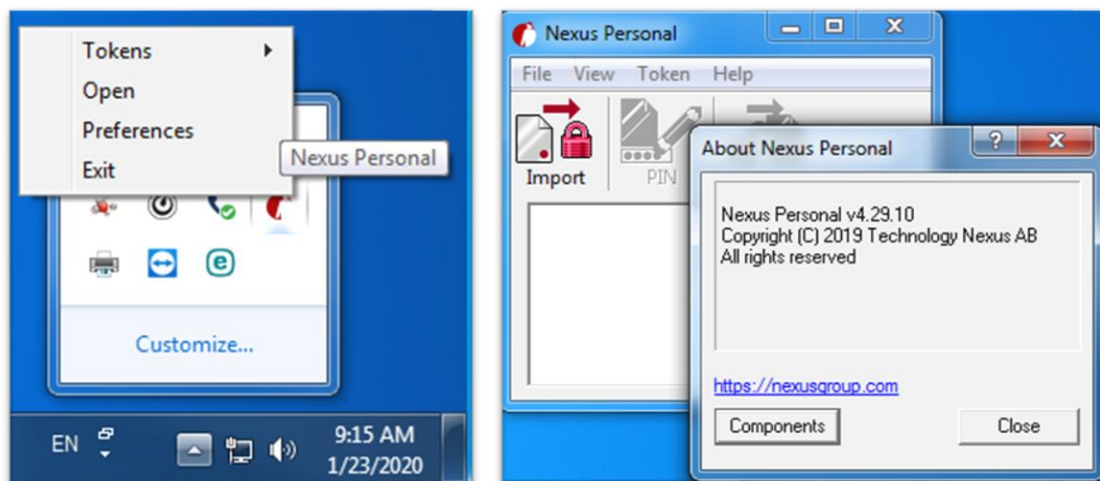 Tokens
Open
Preferences
Exit
Nexus Personal
Customize...
EN
9:15 AM
1/23/2020
Nexus Personal
File View Token Help
Import
PIN
About Nexus Personal
Nexus Personal v4.29.10
Copyright (C) 2019 Technology Nexus AB
All rights reserved
https://nexusgroup.com
Components
Close